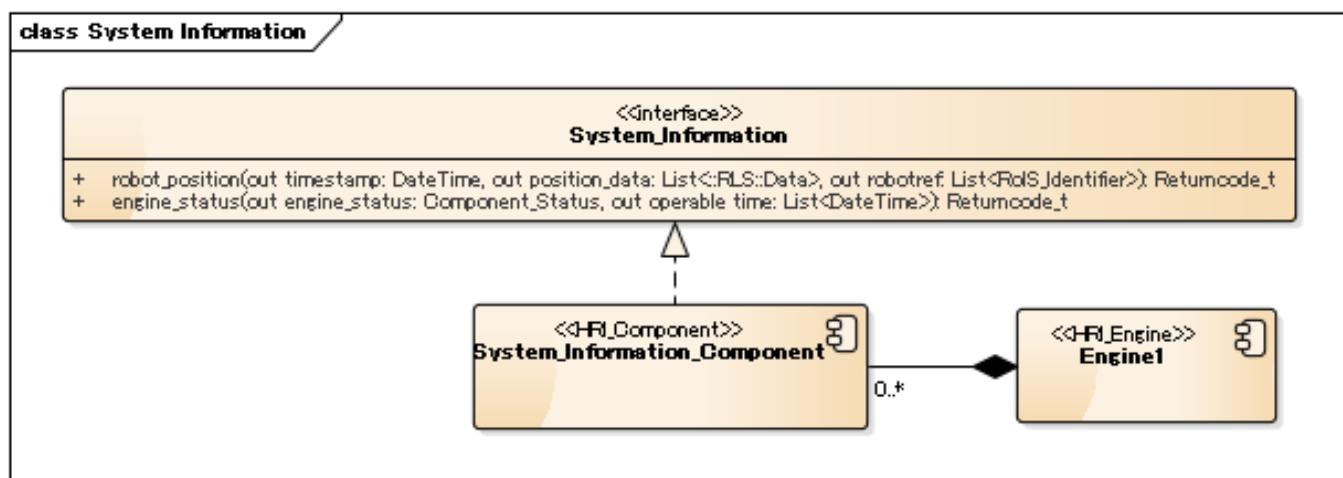 class System Information
<<interface>>
System_Information
+ robot_position(out timestamp: DateTime, out position_data: List<::RLS::Data>, out robotref: List<RoIS_Identifier>): Returncode_t
+ engine_status(out engine_status: Component_Status, out operable time: List<DateTime>): Returncode_t
<<HRI_Component>>
System_Information_Component
0..*
<<HRI_Engine>>
Engine1